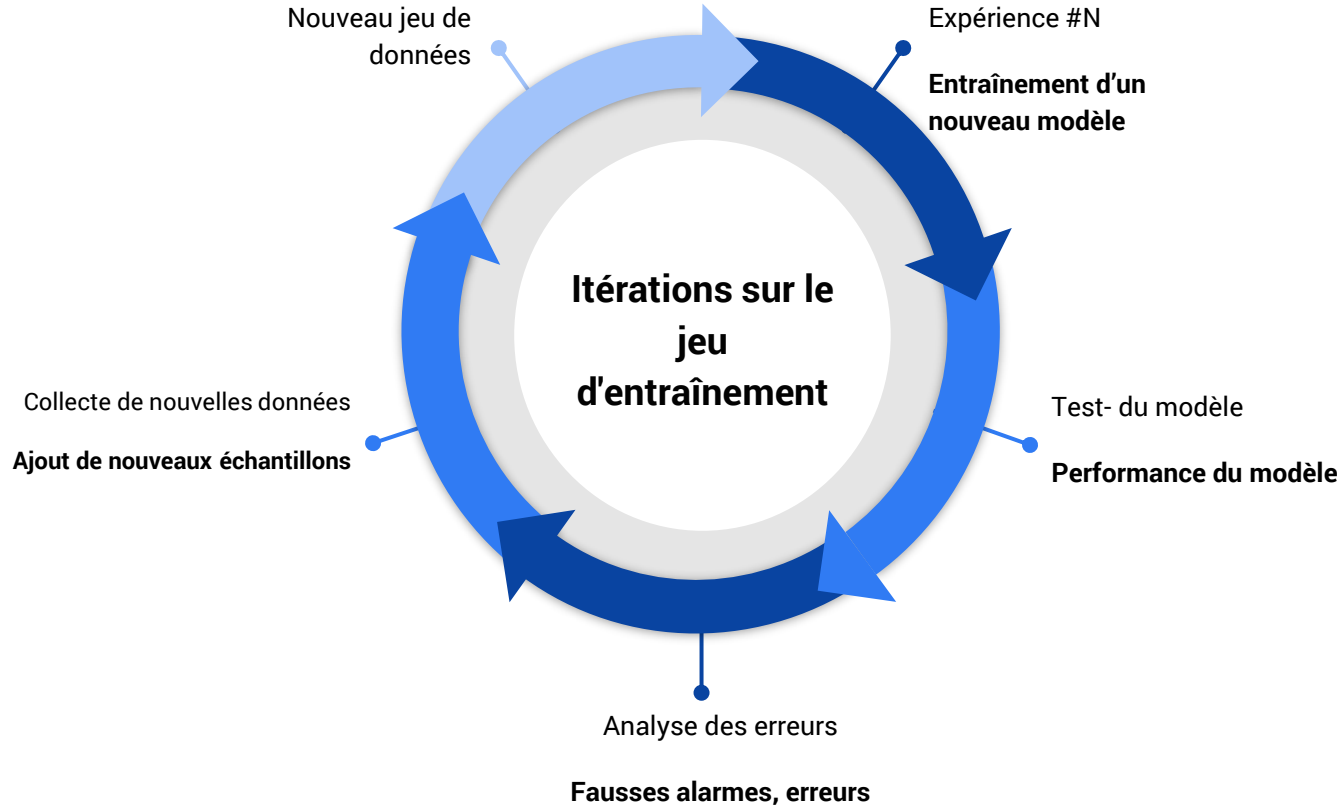 Nouveau jeu de
données
Expérience #N
Entraînement d’un
nouveau modèle
Itérations sur le
jeu
d'entraînement
Collecte de nouvelles données
Ajout de nouveaux échantillons
Test- du modèle
Performance du modèle
Analyse des erreurs
Fausses alarmes, erreurs